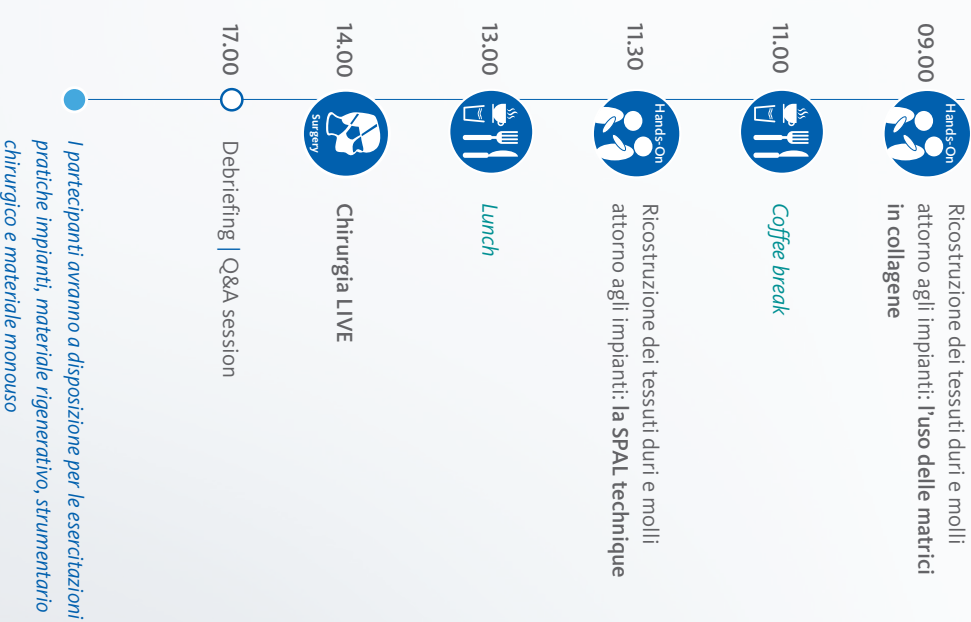 09.00
Hands-On
Ricostruzione dei tessuti duri e molli
attorno agli impianti: l'uso delle matrici
in collagene
11.00
Coffee break
11.30
Hands-On
Ricostruzione dei tessuti duri e molli
attorno agli impianti: la SPAL technique
13.00
Lunch
14.00
Surgery
Chirurgia LIVE
17.00
Debriefing | Q&A session
I partecipanti avranno a disposizione per le esercitazioni
pratiche impianti, materiale rigenerativo, strumentario
chirurgico e materiale monouso